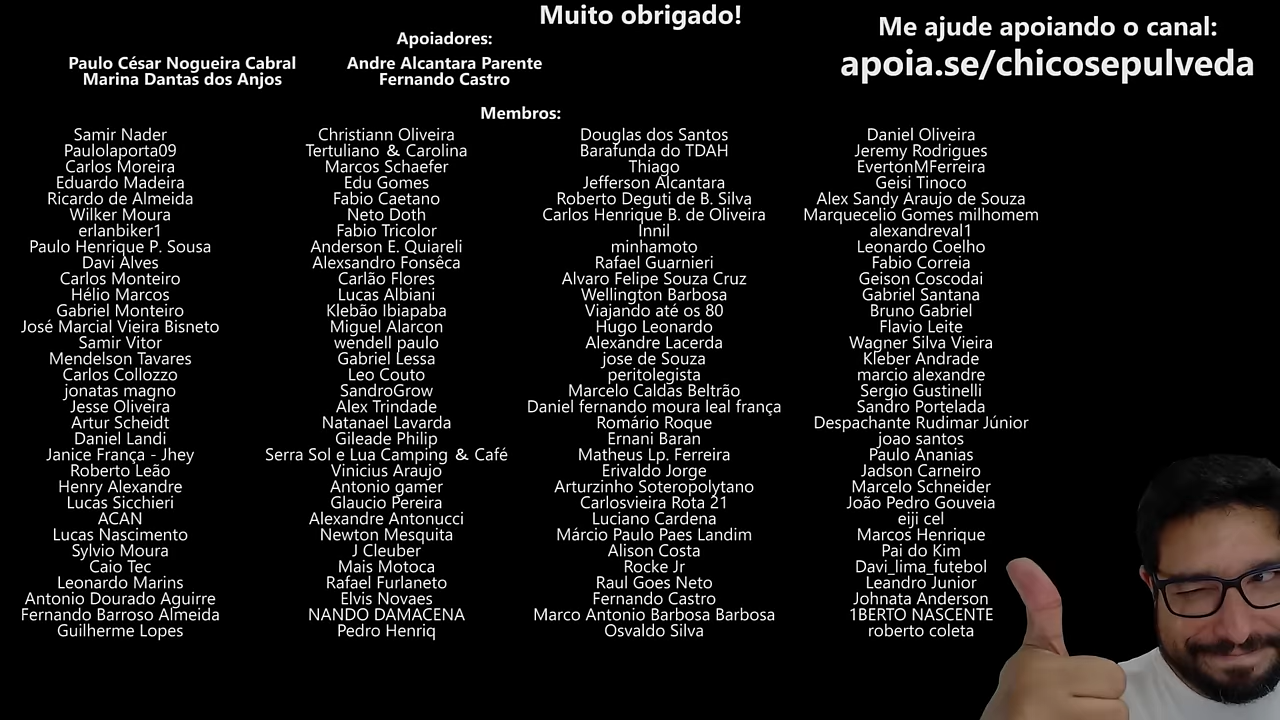 Muito obrigado!
Me ajude apoiando o canal:
apoia.se/chicosepulveda
Apoiadores:
Paulo César Nogueira Cabral
Marina Dantas dos Anjos
Andre Alcantara Parente
Fernando Castro
Membros:
Samir Nader
Paulolaporta09
Carlos Moreira
Eduardo Madeira
Ricardo de Almeida
Wilker Moura
erlanbiker1
Paulo Henrique P. Sousa
Davi Alves
Carlos Monteiro
Hélio Marcos
Gabriel Monteiro
José Marcial Vieira Bisneto
Samir Vitor
Mendelson Tavares
Carlos Collozzo
jonatas magno
Jesse Oliveira
Artur Scheidt
Daniel Landi
Janice França - Jhey
Roberto Leão
Henry Alexandre
Lucas Sicchieri
ACAN
Lucas Nascimento
Sylvio Moura
Caio Tec
Leonardo Marins
Antonio Dourado Aguirre
Fernando Barroso Almeida
Guilherme Lopes
Christiann Oliveira
Tertuliano & Carolina
Marcos Schaefer
Edu Gomes
Fabio Caetano
Neto Doth
Fabio Tricolor
Anderson E. Quiareli
Alexsandro Fonsêca
Carlão Flores
Lucas Albiani
Klebão Ibiapaba
Miguel Alarcon
wendell paulo
Gabriel Lessa
Leo Couto
SandroGrow
Alex Trindade
Natanael Lavarda
Gileade Philip
Serra Sol e Lua Camping & Café
Vinicius Araujo
Antonio gamer
Glaucio Pereira
Alexandre Antonucci
Newton Mesquita
J Cleuber
Mais Motoca
Rafael Furlaneto
Elvis Novaes
NANDO DAMACENA
Pedro Henriq
Douglas dos Santos
Barafunda do TDAH
Thiago
Jefferson Alcantara
Roberto Deguti de B. Silva
Carlos Henrique B. de Oliveira
Innil
minhamoto
Rafael Guarnieri
Alvaro Felipe Souza Cruz
Wellington Barbosa
Viajando até os 80
Hugo Leonardo
Alexandre Lacerda
jose de Souza
peritolegista
Marcelo Caldas Beltrão
Daniel fernando moura leal frança
Romário Roque
Ernani Baran
Matheus Lp. Ferreira
Erivaldo Jorge
Arturzinho Soteropolytano
Carlosvieira Rota 21
Luciano Cardena
Márcio Paulo Paes Landim
Alison Costa
Rocke Jr
Raul Goes Neto
Fernando Castro
Marco Antonio Barbosa Barbosa
Osvaldo Silva
Daniel Oliveira
Jeremy Rodrigues
EvertonMFerreira
Geisi Tinoco
Alex Sandy Araujo de Souza
Marquecelio Gomes milhomem
alexandreval1
Leonardo Coelho
Fabio Correia
Geison Coscodai
Gabriel Santana
Bruno Gabriel
Flavio Leite
Wagner Silva Vieira
Kleber Andrade
marcio alexandre
Sergio Gustinelli
Sandro Portelada
Despachante Rudimar Júnior
joao santos
Paulo Ananias
Jadson Carneiro
Marcelo Schneider
João Pedro Gouveia
eiji cel
Marcos Henrique
Pai do Kim
Davi_lima_futebol
Leandro Junior
Johnata Anderson
1BERTO NASCENTE
roberto coleta